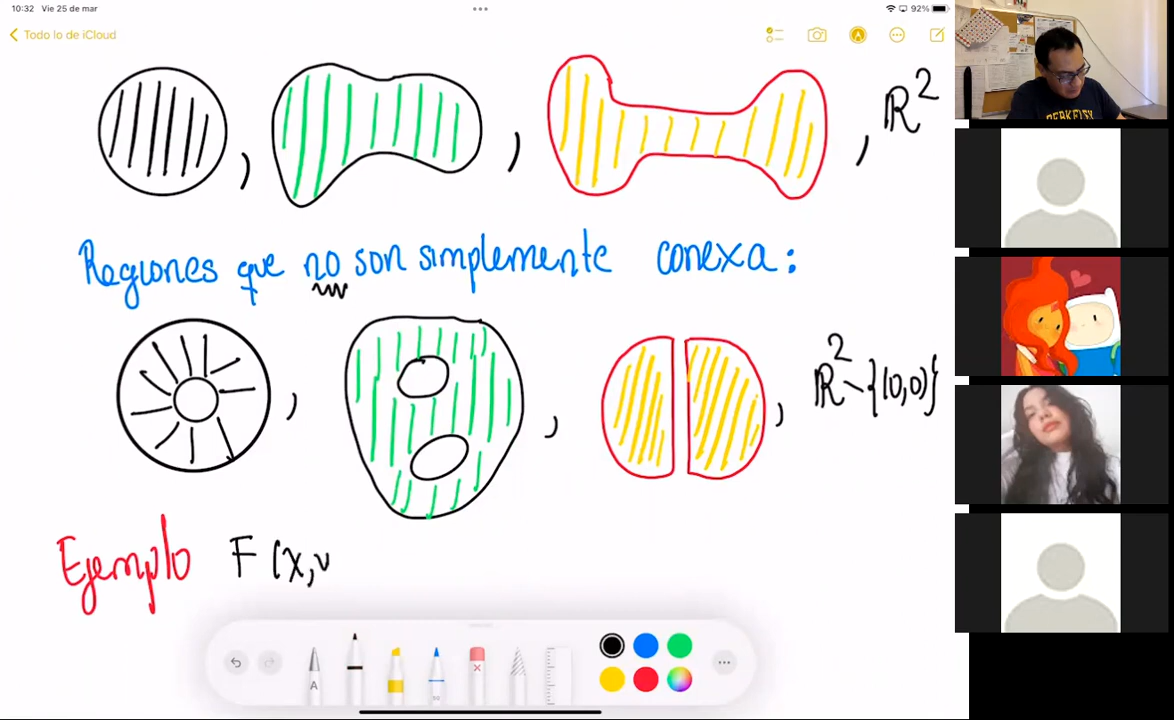 10:32 Vie 25 de mar
92%
Todo lo de iCloud
BERKELEY
, , , ℝ²
Regiones que no son simplemente conexa:
, , , ℝ²-{(0,0)}
Ejemplo F(x,y
A